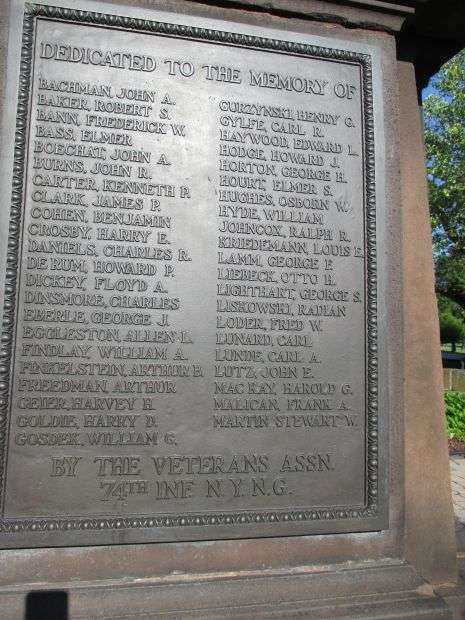 DEDICATED TO THE MEMORY OF
BACHMAN, JOHN A.
BAKER, ROBERT S.
BANN, FREDERICK W.
BASS, ELMER
BOECHAT, JOHN A.
BURNS, JOHN R.
CARTER, KENNETH P.
CLARK, JAMES P.
COHEN, BENJAMIN
CROSBY, HARRY E.
DANIELS, CHARLES R.
DE RUM, HOWARD P.
DICKEY, FLOYD A.
DINSMORE, CHARLES
EBERLE, GEORGE J.
EGGLESTON, ALLEN L.
FINDLAY, WILLIAM A.
FINKELSTEIN, ARTHUR B.
FREEDMAN, ARTHUR
GEIER, HARVEY H.
GOLDIE, HARRY D.
GOSDEK, WILLIAM G.
GURZYNSKI, HENRY G.
GYLFE, CARL R.
HAYWOOD, EDWARD L.
HODGE, HOWARD J.
HORTON, GEORGE H.
HOURT, ELMER S.
HUGHES, OSBORN W.
HYDE, WILLIAM
JOHNCOX, RALPH R.
KRIEDEMANN, LOUIS E.
LAMM, GEORGE F.
LIEBECK, OTTO H.
LIGHTHART, GEORGE S.
LISKOWSKI, RADIAN
LODER, FRED W.
LUNARD, CARL
LUNDE, CARL A.
LUTZ, JOHN E.
MAC KAY, HAROLD G.
MALICAN, FRANK A.
MARTIN STEWART W.
BY THE VETERANS ASSN.
74TH INF. N.Y.N.G.